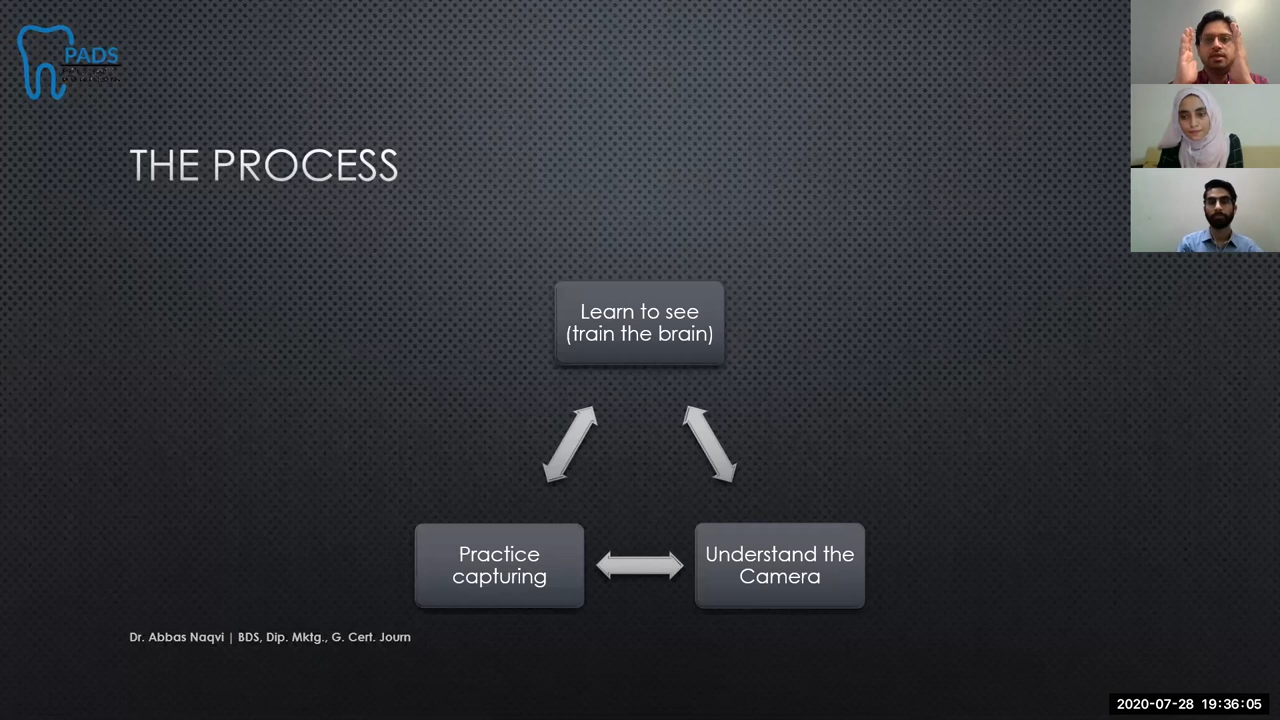 PADS
THE PROCESS
Learn to see
(train the brain)
Practice
capturing
Understand the
Camera
Dr. Abbas Naqvi | BDS, Dip. Mktg., G. Cert. Journ
2020-07-28 19:36:05